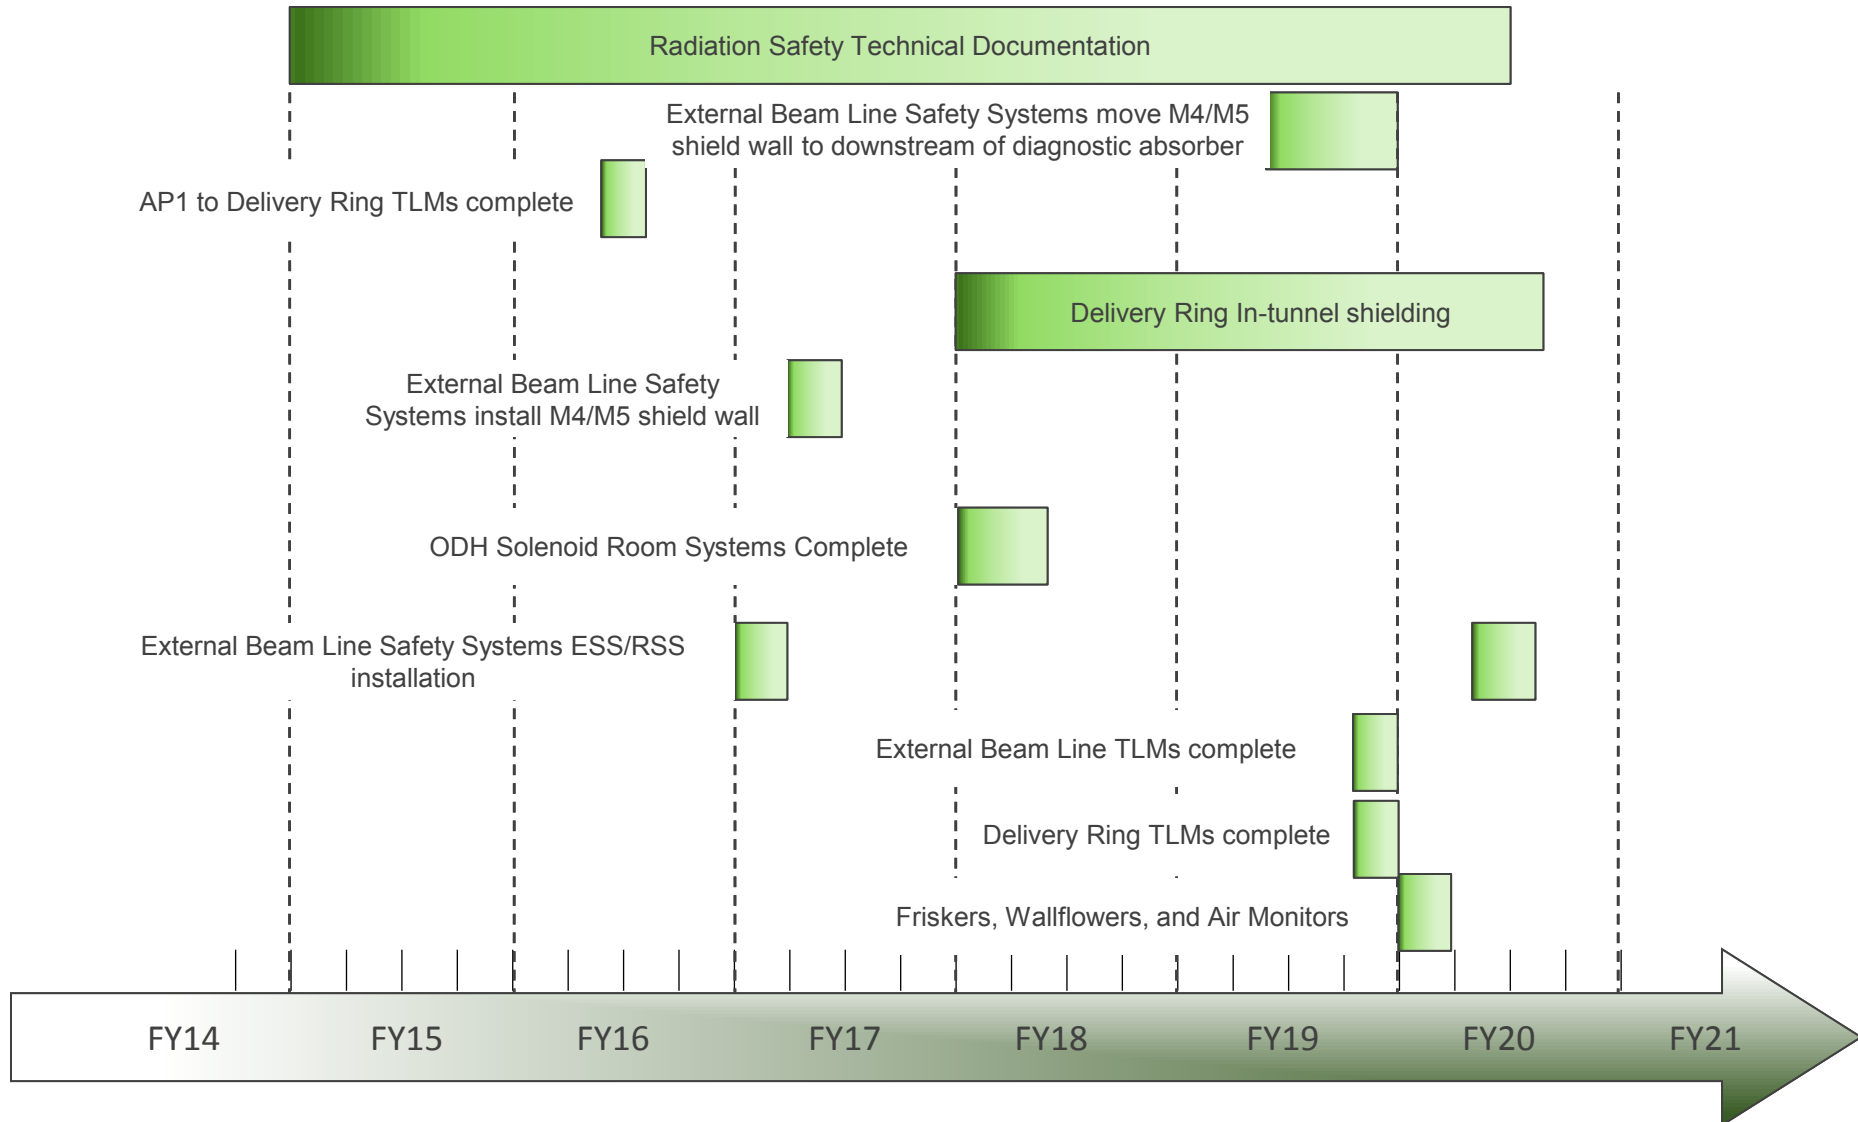 Radiation Safety Technical Documentation
External Beam Line Safety Systems move M4/M5
shield wall to downstream of diagnostic absorber
AP1 to Delivery Ring TLMs complete
Delivery Ring In-tunnel shielding
External Beam Line Safety
Systems install M4/M5 shield wall
ODH Solenoid Room Systems Complete
External Beam Line Safety Systems ESS/RSS
installation
External Beam Line TLMs complete
Delivery Ring TLMs complete
Friskers, Wallflowers, and Air Monitors
FY14 FY15 FY16 FY17 FY18 FY19 FY20 FY21